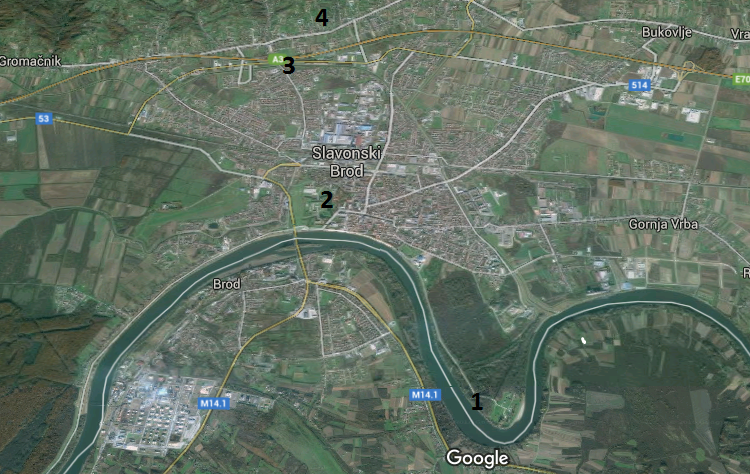 4
Bukovlje
Vra
Gromačnik
A3
3
E70
514
53
Slavonski
Brod
2
Gornja Vrba
R
Brod
M14.1
M14.1
1
Google